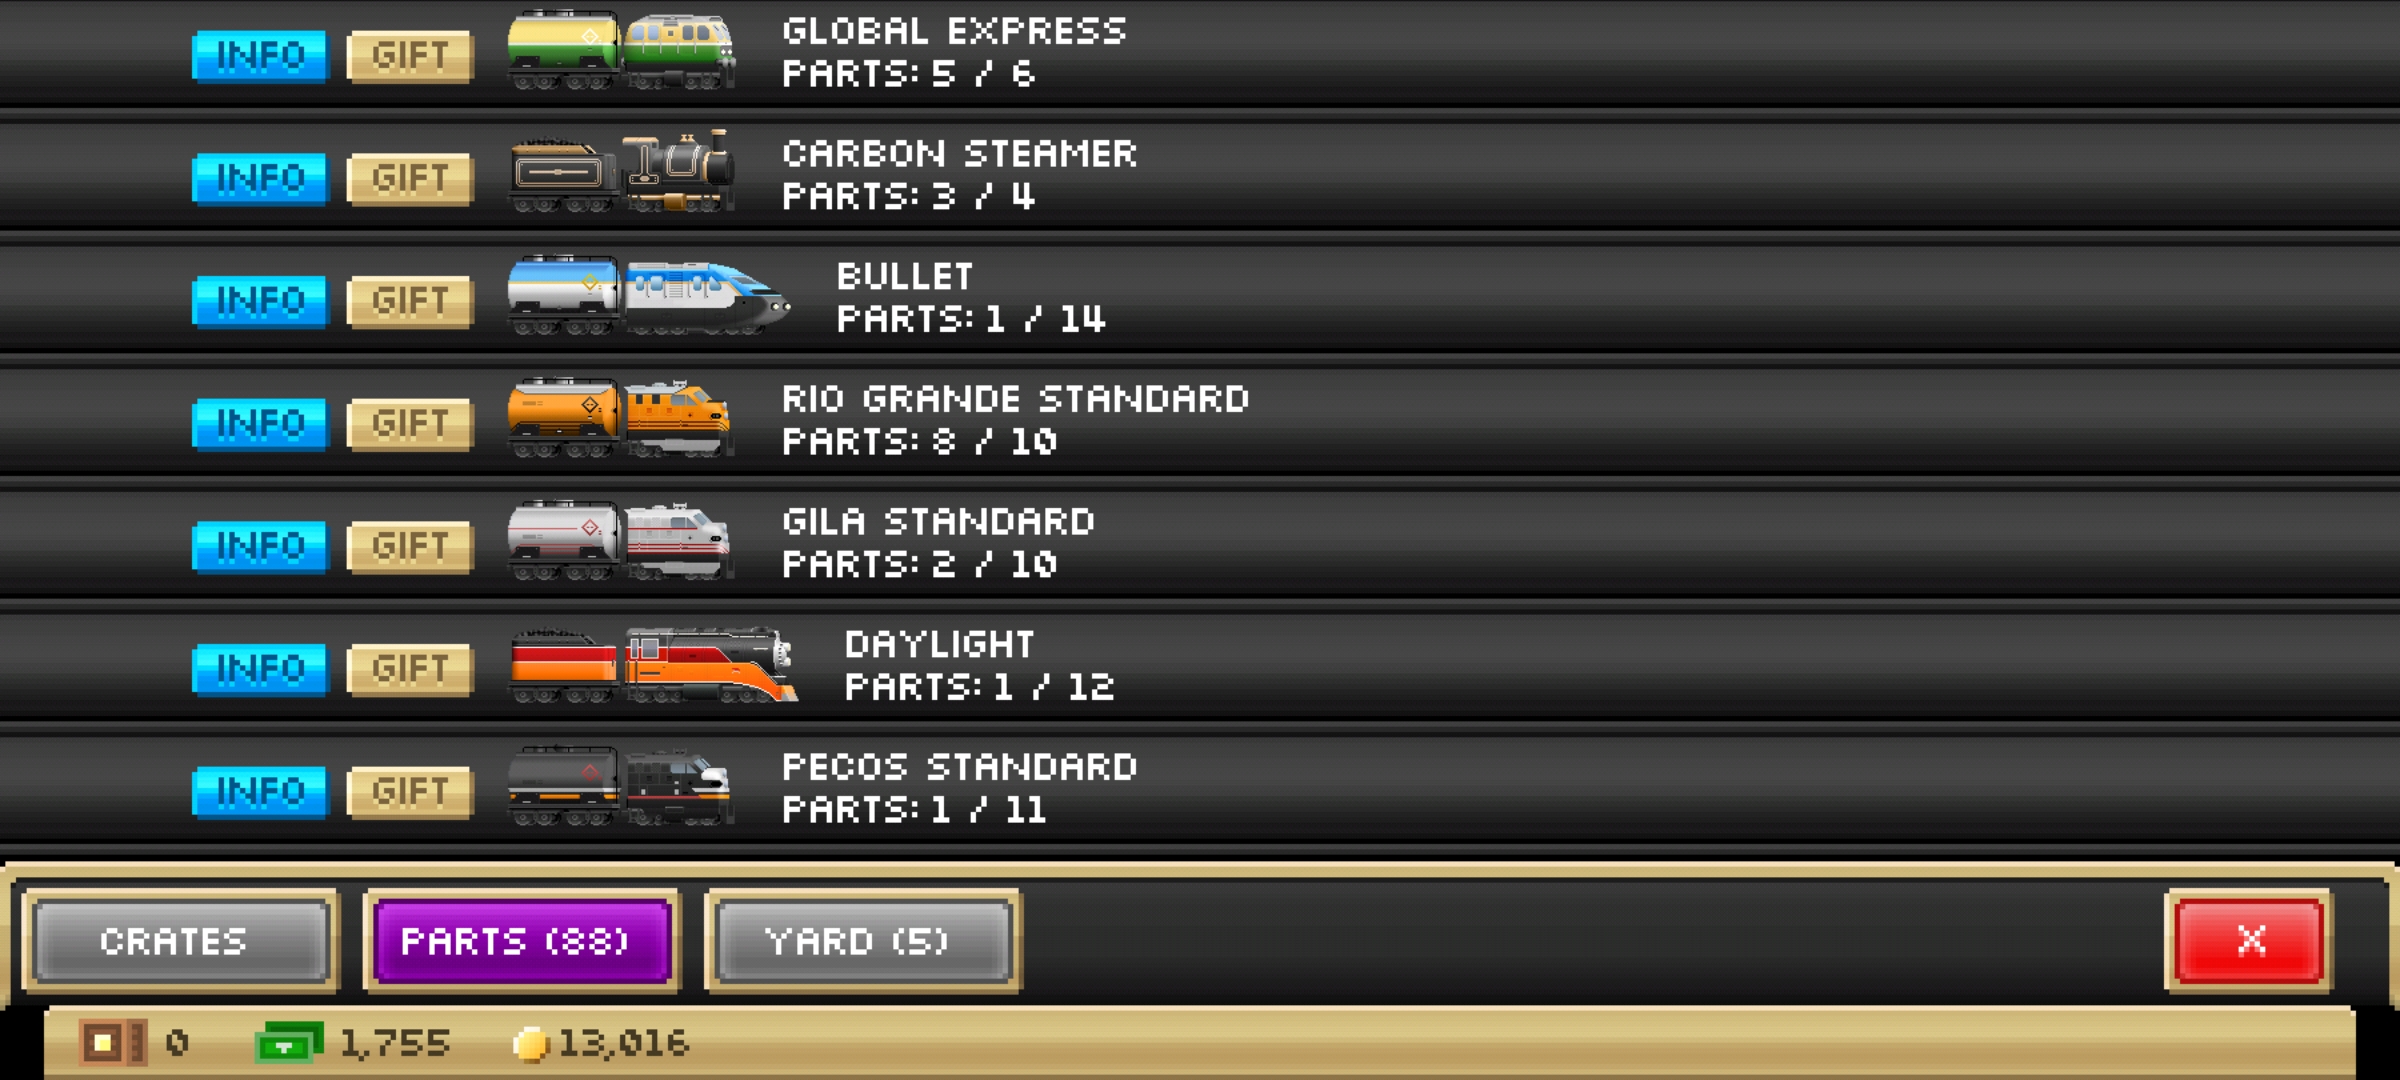 INFO GIFT GLOBAL EXPRESS
PARTS: 5 / 6
INFO GIFT CARBON STEAMER
PARTS: 3 / 4
INFO GIFT BULLET
PARTS: 1 / 14
INFO GIFT RIO GRANDE STANDARD
PARTS: 8 / 10
INFO GIFT GILA STANDARD
PARTS: 2 / 10
INFO GIFT DAYLIGHT
PARTS: 1 / 12
INFO GIFT PECOS STANDARD
PARTS: 1 / 11
CRATES PARTS (88) YARD (5) X
0 1,755 13,016